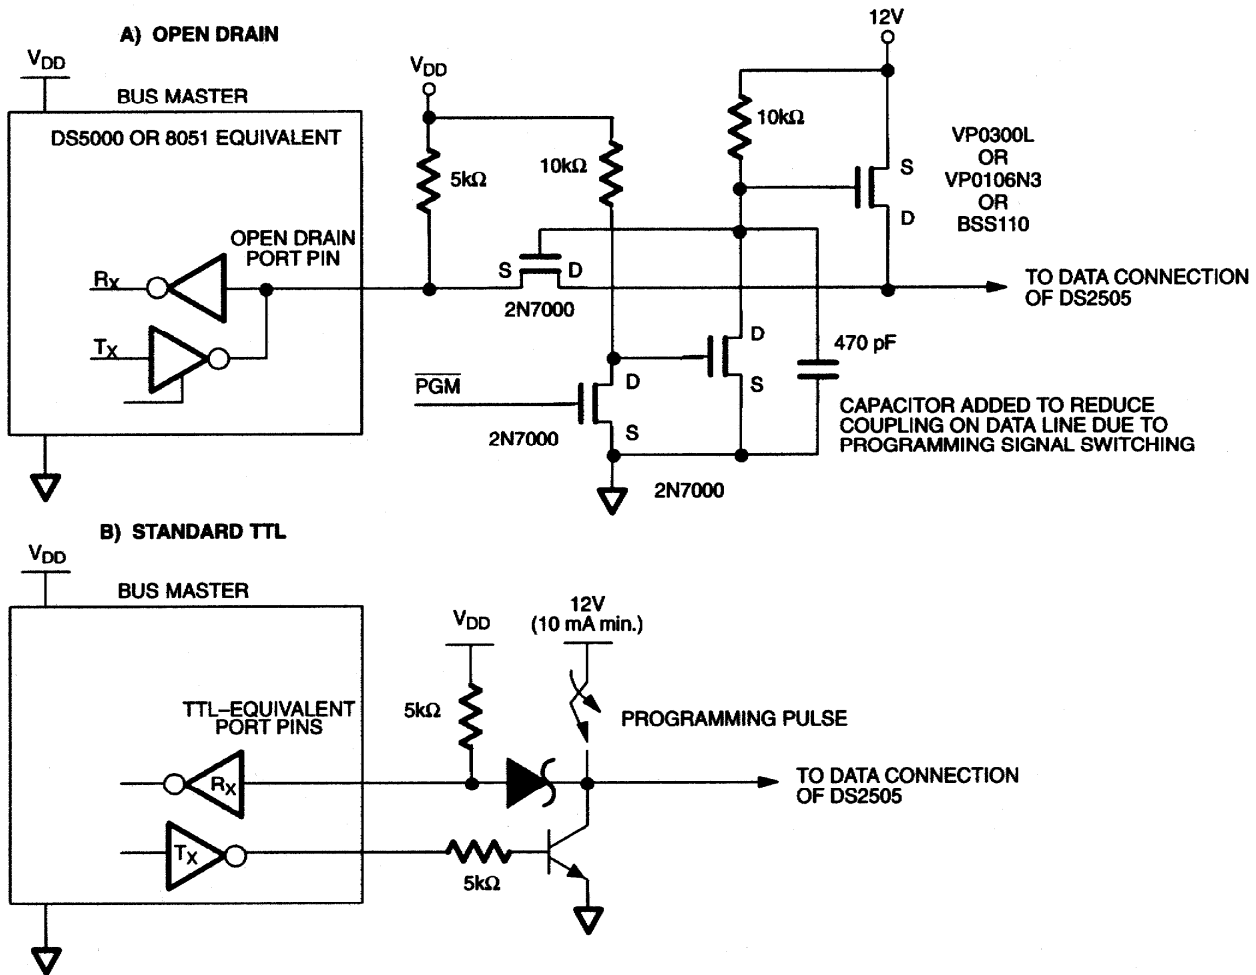 A) OPEN DRAIN
VDD
BUS MASTER
DS5000 OR 8051 EQUIVALENT
OPEN DRAIN
PORT PIN
RX
TX
VDD
5kΩ
10kΩ
12V
10kΩ
VP0300L
OR
VP0106N3
OR
BSS110
S
D
S
D
2N7000
TO DATA CONNECTION
OF DS2505
PGM
D
S
2N7000
D
S
2N7000
470 pF
CAPACITOR ADDED TO REDUCE
COUPLING ON DATA LINE DUE TO
PROGRAMMING SIGNAL SWITCHING
B) STANDARD TTL
VDD
BUS MASTER
TTL–EQUIVALENT
PORT PINS
RX
TX
VDD
5kΩ
12V
(10 mA min.)
PROGRAMMING PULSE
TO DATA CONNECTION
OF DS2505
5kΩ